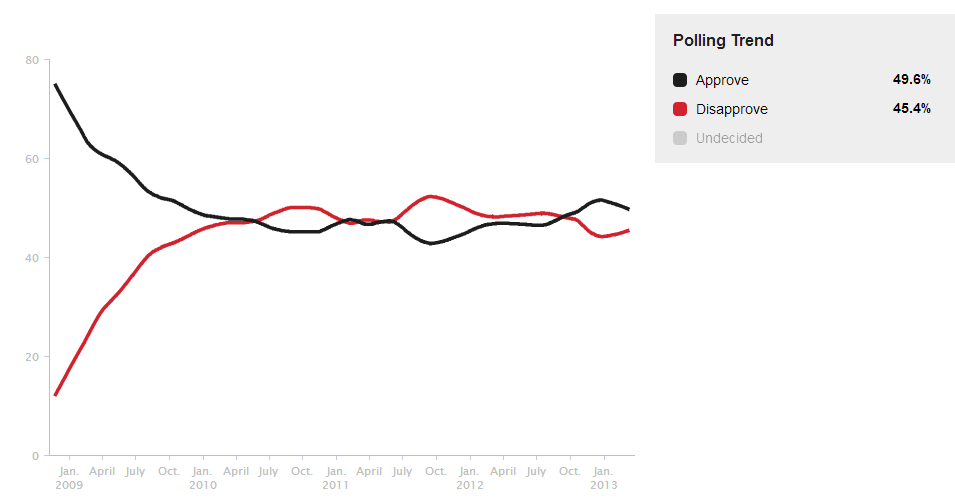 Polling Trend
Approve 49.6%
Disapprove 45.4%
Undecided
80
60
40
20
0
Jan. April July Oct. Jan. April July Oct. Jan. April July Oct. Jan. April July Oct. Jan.
2009 2010 2011 2012 2013